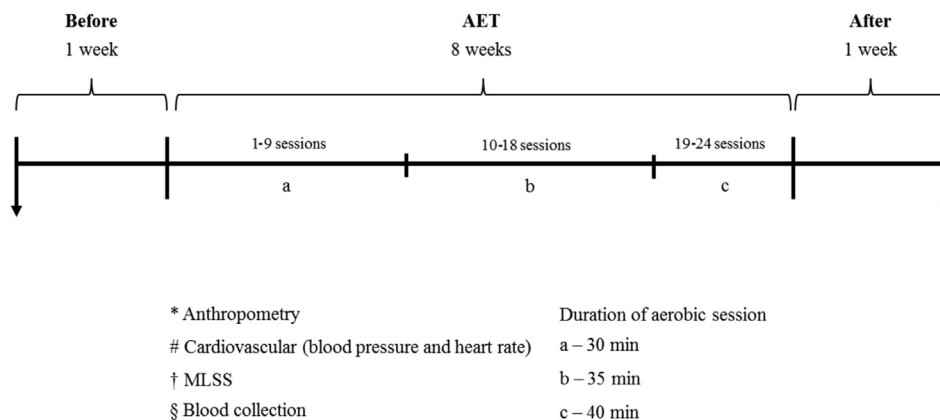 Before AET After
1 week 8 weeks 1 week
1-9 sessions 10-18 sessions 19-24 sessions
a b c
* Anthropometry
# Cardiovascular (blood pressure and heart rate)
† MLSS
§ Blood collection
Duration of aerobic session
a – 30 min
b – 35 min
c – 40 min